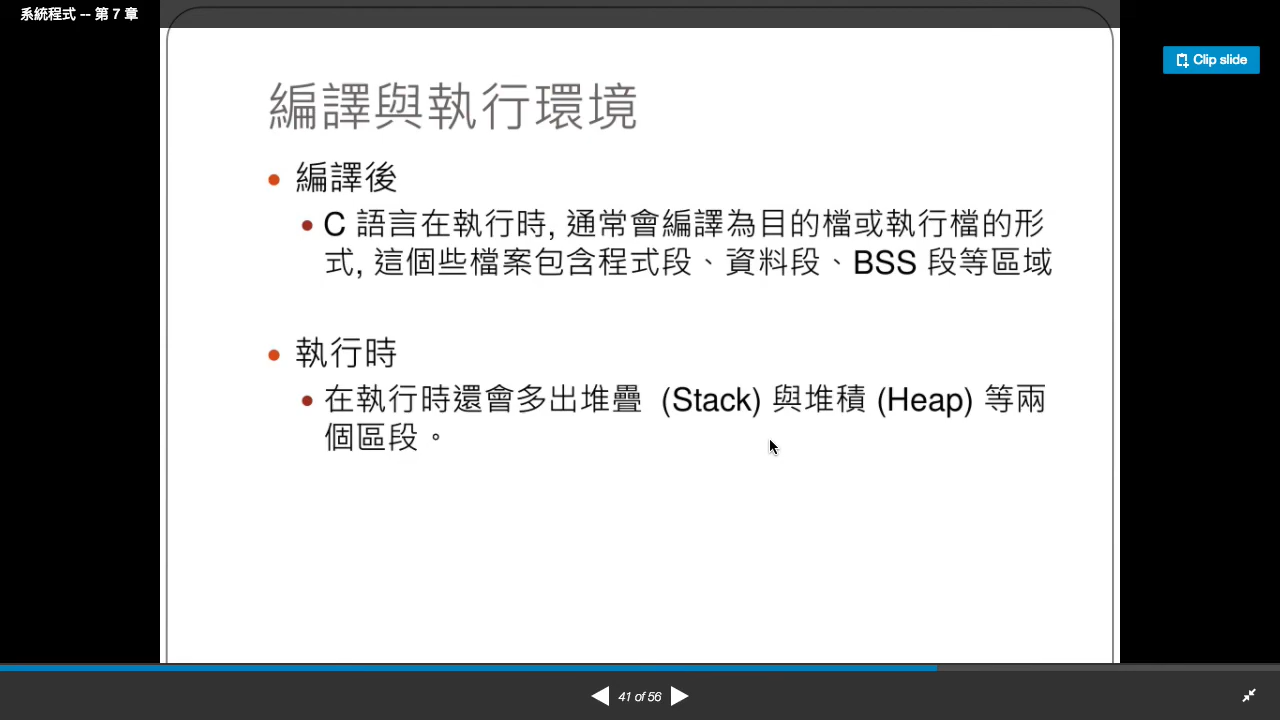 系統程式 -- 第 7 章
Clip slide
編譯與執行環境
編譯後
C 語言在執行時, 通常會編譯為目的檔或執行檔的形
式, 這個些檔案包含程式段、資料段、BSS 段等區域
執行時
在執行時還會多出堆疊 (Stack) 與堆積 (Heap) 等兩
個區段。
41 of 56